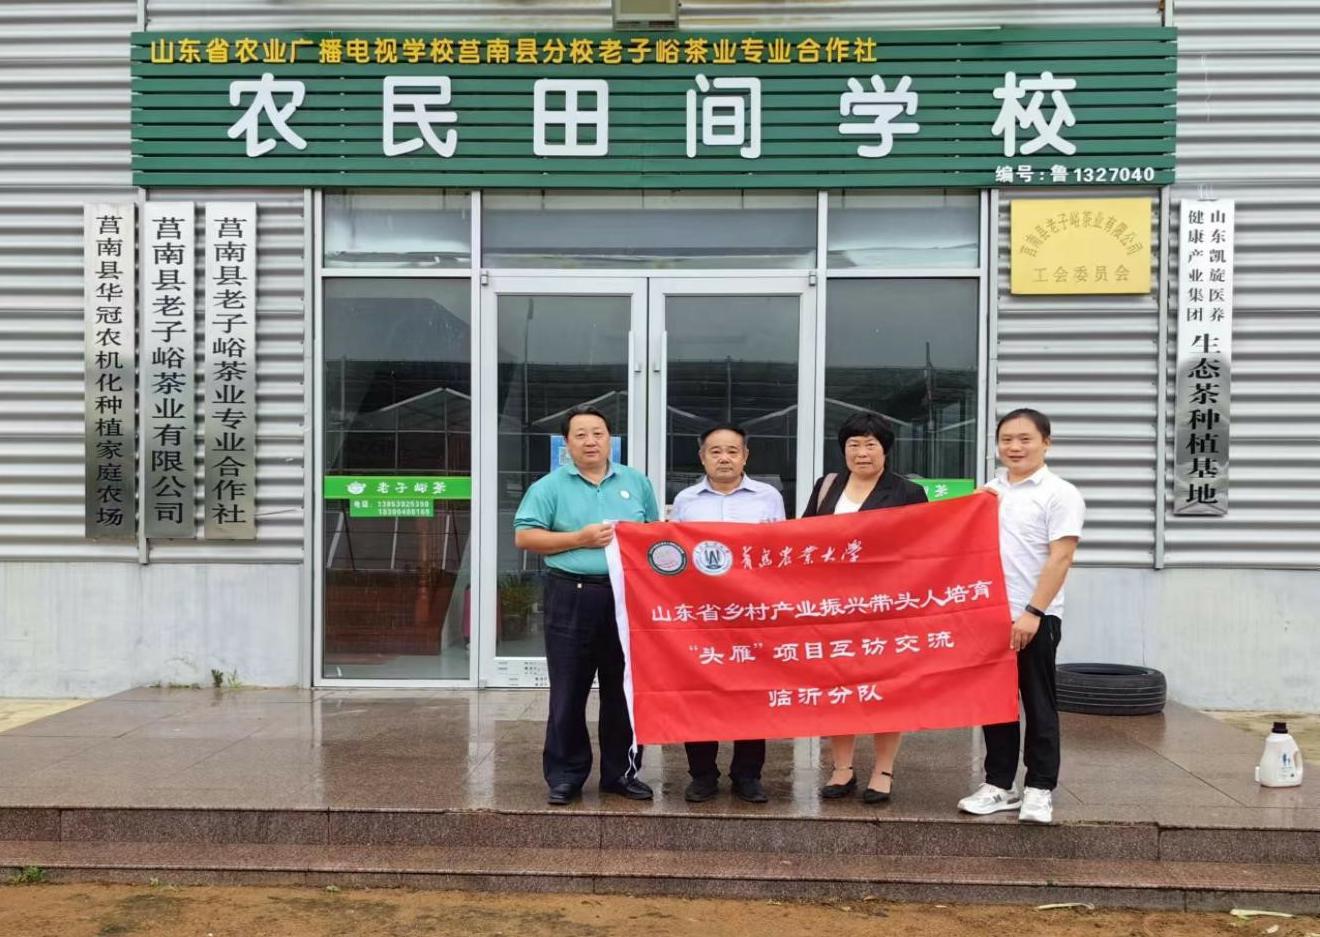 山东省农业广播电视学校莒南县分校老子峪茶业专业合作社
农民田间学校
编号:鲁1327040
莒南县华冠农机化种植家庭农场
莒南县老子峪茶业有限公司
莒南县老子峪茶业专业合作社
莒南县老子峪茶业有限公司
工会委员会
山东凯旋医养
健康产业集团
生态茶种植基地
老子峪茶
茶
青岛农业大学
山东省乡村产业振兴带头人培育
“头雁”项目互访交流
临沂分队